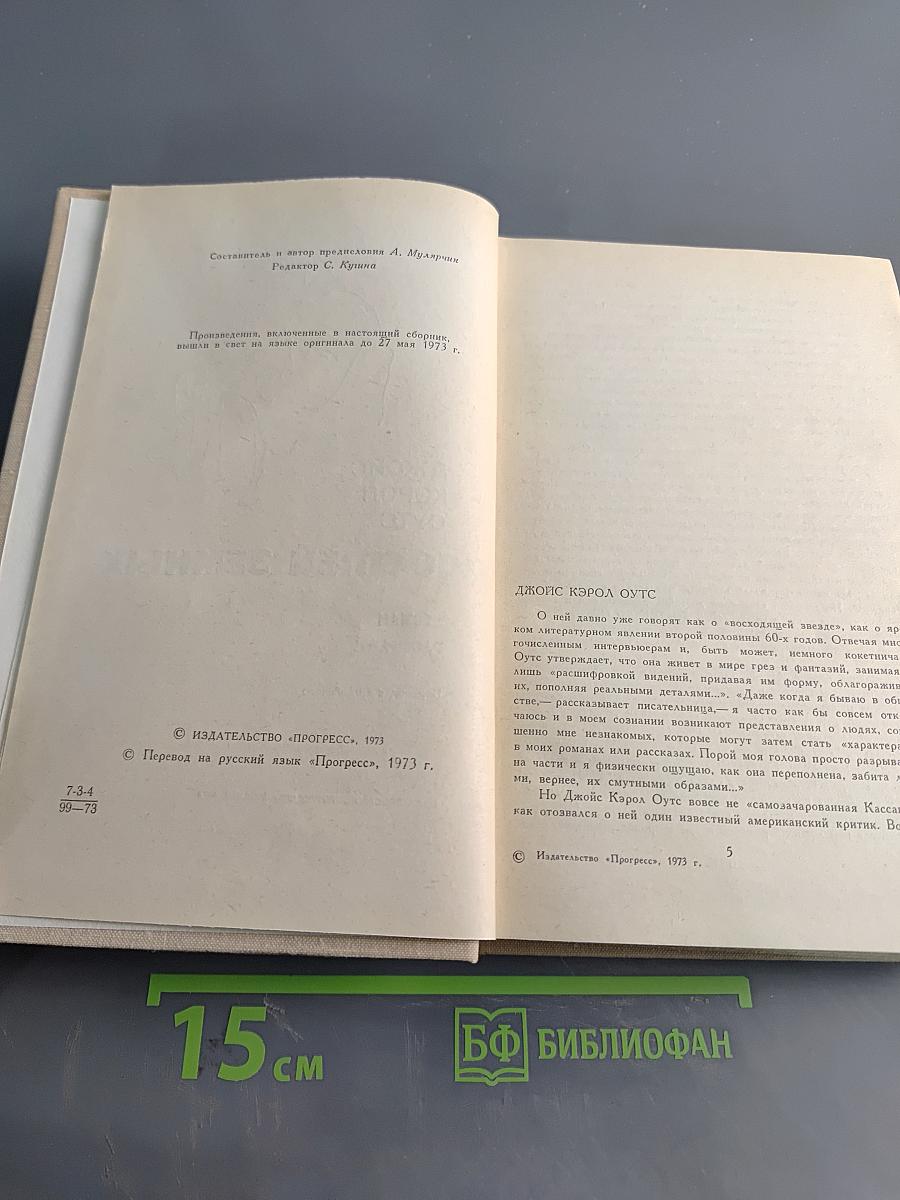 Составитель и автор предисловия А. Мулярчик
Редактор С. Кугина
Произведения, включенные в настоящий сборник,
вышли в свет на языке оригинала до 27 мая 1973 г.
© ИЗДАТЕЛЬСТВО «ПРОГРЕСС», 1973
© Перевод на русский язык «Прогресс», 1973 г.
7-3-4
99—73
ДЖОЙС КЭРОЛ ОУТС
О ней давно уже говорят как о «восходящей звезде», как о яр
ком литературном явлении второй половины 60-х годов. Отвечая мно
гочисленным интервьюерам и, быть может, немного кокетнича
Оутс утверждает, что она живет в мире грез и фантазий, занимая
лишь «расшифровкой видений, придавая им форму, облагоражив
их, пополняя реальными деталями...». «Даже когда я бываю в общ
стве,— рассказывает писательница,— я часто как бы совсем отк
чаюсь и в моем сознании возникают представления о людях, со
шенно мне незнакомых, которые могут затем стать «характера
в моих романах или рассказах. Порой моя голова просто разрыва
на части и я физически ощущаю, как она переполнена, забита л
ми, вернее, их смутными образами...»
Но Джойс Кэрол Оутс вовсе не «самозачарованная Касса
как отозвался о ней один известный американский критик. Во
5
© Издательство «Прогресс», 1973 г.
15 см
БФ БИБЛИОФАН